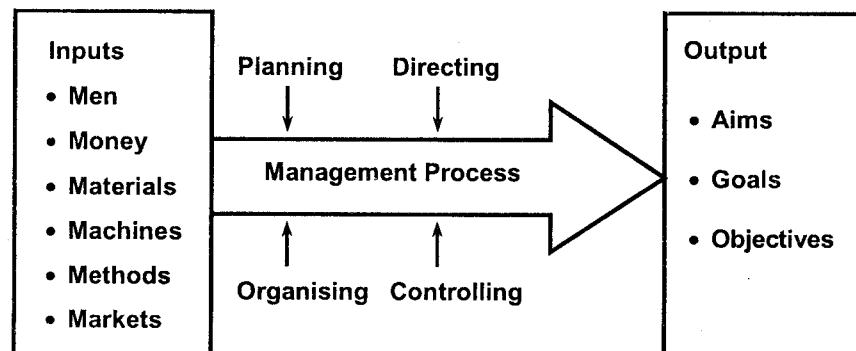 Inputs
• Men
• Money
• Materials
• Machines
• Methods
• Markets
Planning
Directing
Management Process
Organising
Controlling
Output
• Aims
• Goals
• Objectives